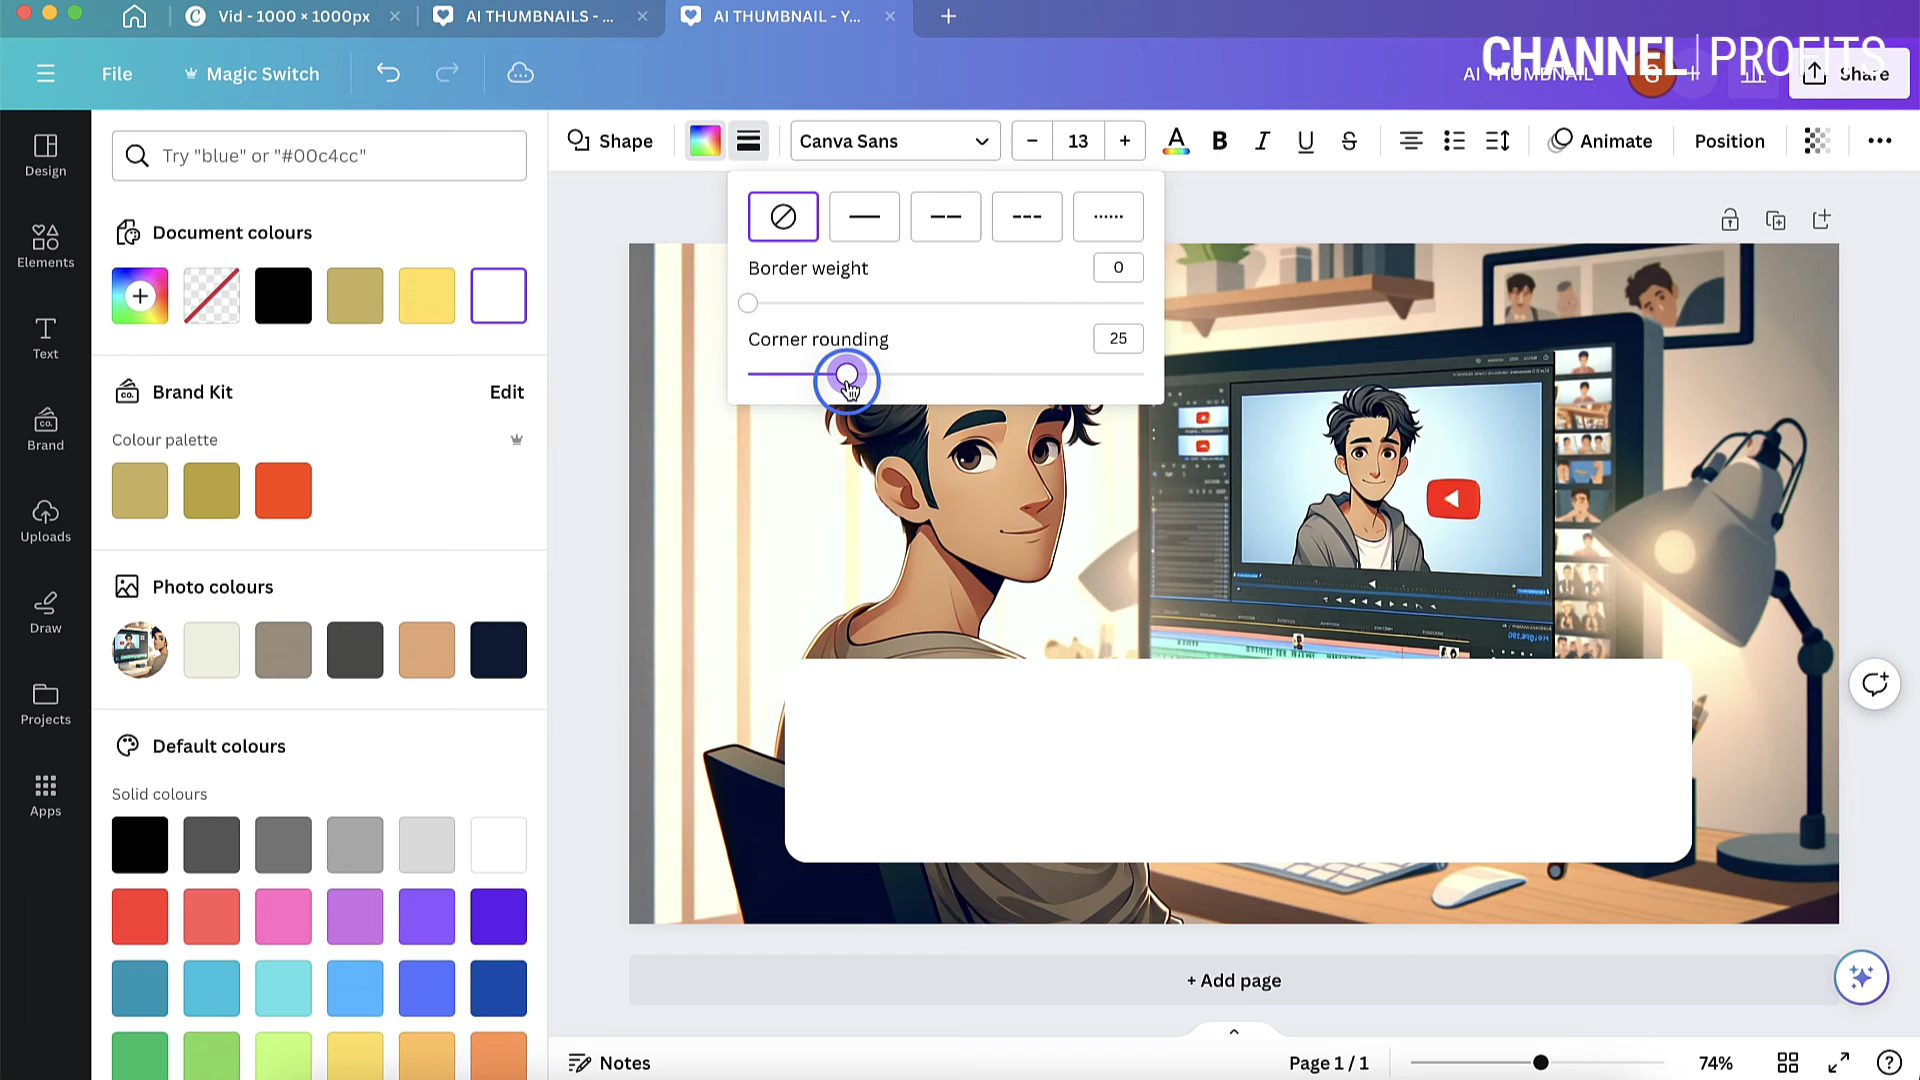 Vid - 1000 × 1000px
AI THUMBNAILS - ...
AI THUMBNAIL - Y...
CHANNEL PROFITS
File
Magic Switch
AI THUMBNAIL
G
Share
Try "blue" or "#00c4cc"
Shape
Canva Sans
13
A
B
I
U
S
Animate
Position
Design
Elements
Text
Brand
Uploads
Draw
Projects
Apps
Document colours
Brand Kit
Edit
Colour palette
Photo colours
Default colours
Solid colours
Border weight
0
Corner rounding
25
+ Add page
Notes
Page 1 / 1
74%